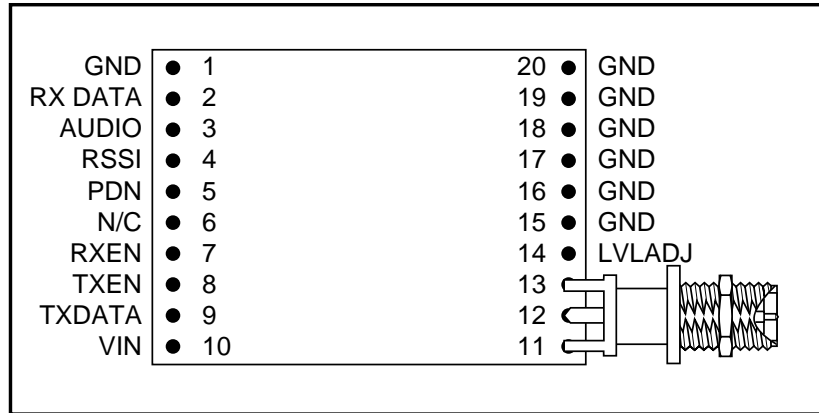 GND 1 20 GND
RX DATA 2 19 GND
AUDIO 3 18 GND
RSSI 4 17 GND
PDN 5 16 GND
N/C 6 15 GND
RXEN 7 14 LVLADJ
TXEN 8 13
TXDATA 9 12
VIN 10 11